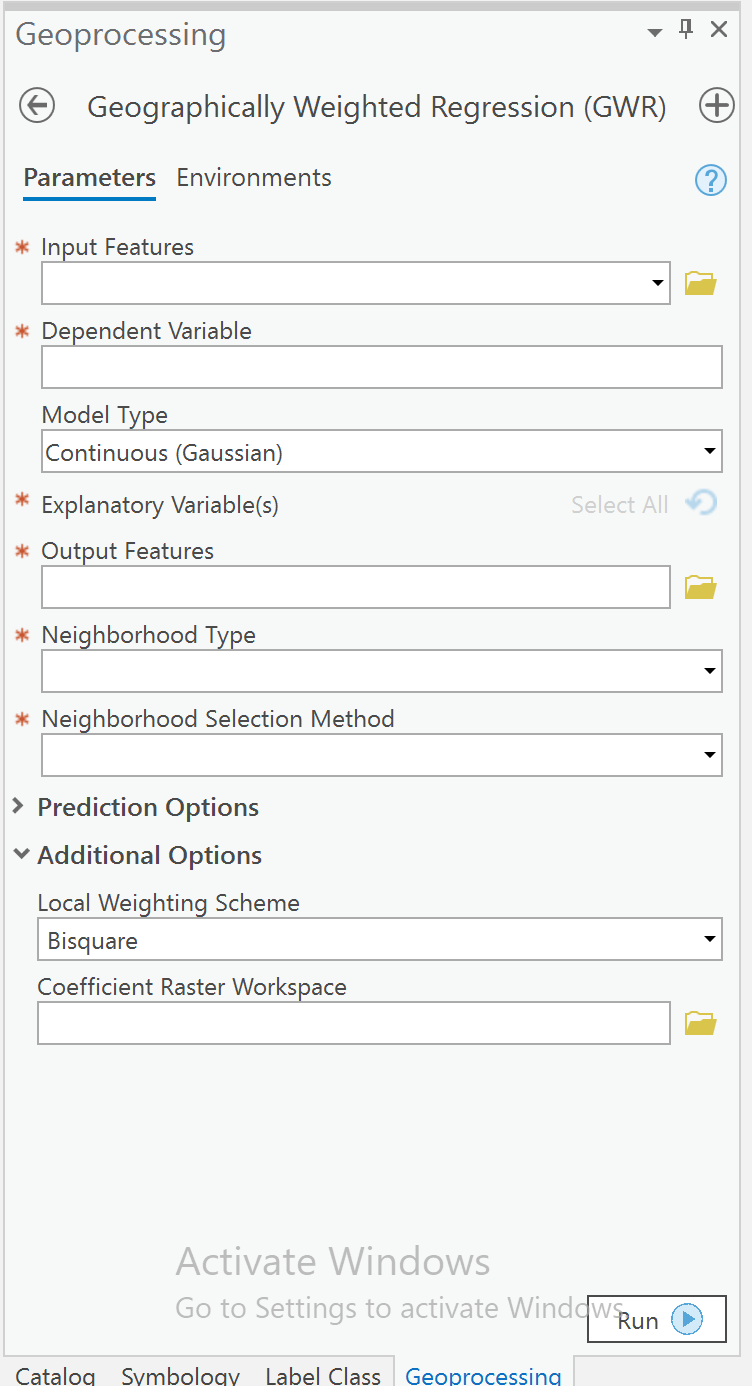 Geoprocessing
Geographically Weighted Regression (GWR)
Parameters Environments
?
* Input Features
* Dependent Variable
Model Type
Continuous (Gaussian)
* Explanatory Variable(s) Select All
* Output Features
* Neighborhood Type
* Neighborhood Selection Method
Prediction Options
Additional Options
Local Weighting Scheme
Bisquare
Coefficient Raster Workspace
Activate Windows
Go to Settings to activate Windows
Run
Catalog Symbology Label Class Geoprocessing